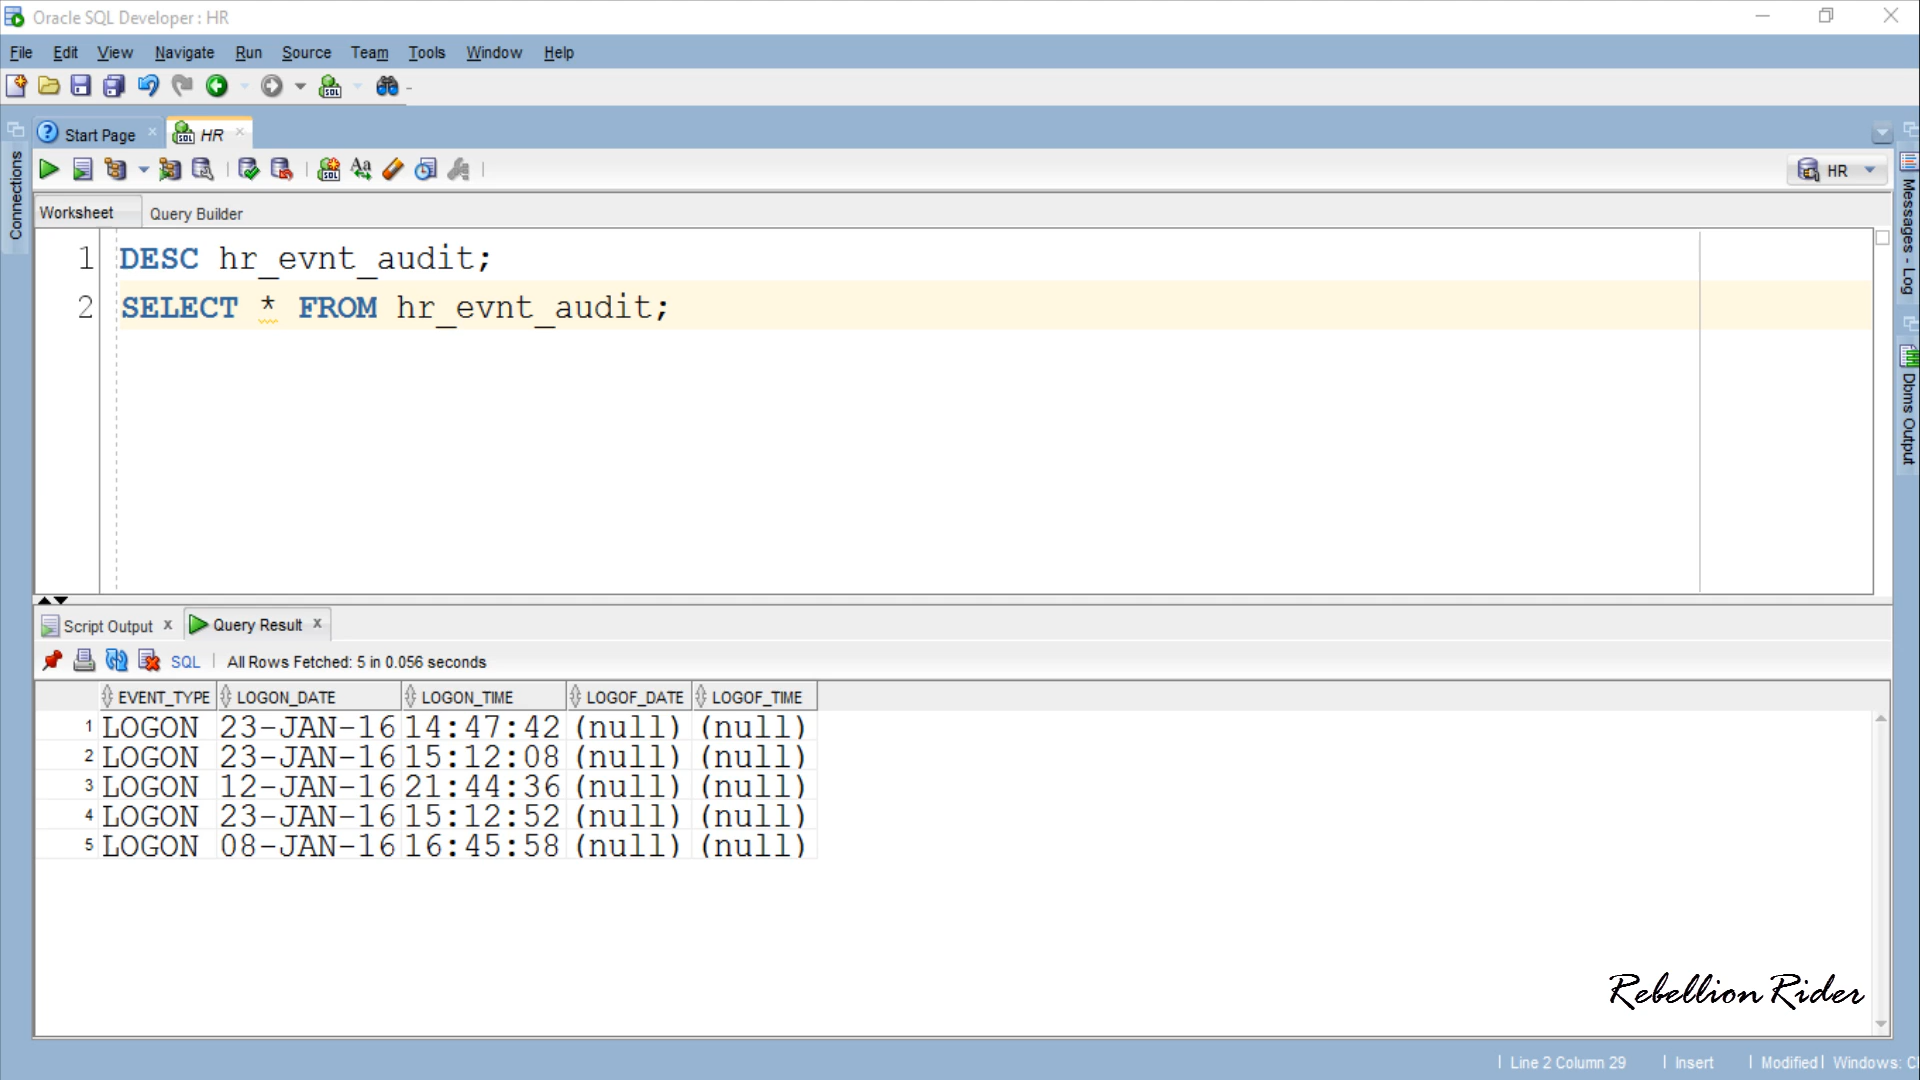 Oracle SQL Developer : HR
File Edit View Navigate Run Source Team Tools Window Help
Start Page HR
HR
Worksheet Query Builder
1 DESC hr_evnt_audit;
2 SELECT * FROM hr_evnt_audit;
Connections
Messages - Log
Dbms Output
Script Output x Query Result x
SQL All Rows Fetched: 5 in 0.056 seconds
EVENT_TYPE LOGON_DATE LOGON_TIME LOGOF_DATE LOGOF_TIME
1 LOGON 23-JAN-16 14:47:42 (null) (null)
2 LOGON 23-JAN-16 15:12:08 (null) (null)
3 LOGON 12-JAN-16 21:44:36 (null) (null)
4 LOGON 23-JAN-16 15:12:52 (null) (null)
5 LOGON 08-JAN-16 16:45:58 (null) (null)
Rebellion Rider
Line 2 Column 29 Insert Modified Windows: